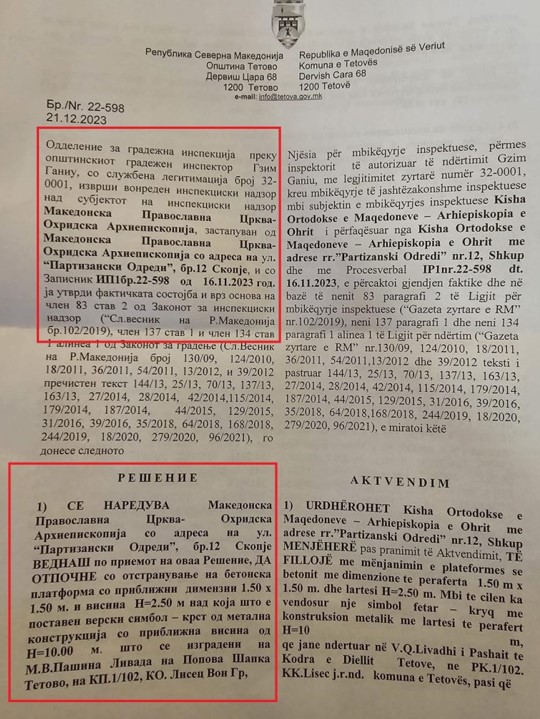 Република Северна Македонија
Општина Тетово
Дервиш Цара 68
1200 Тетово
Republika e Maqedonisë së Veriut
Komuna e Tetovës
Dervish Cara 68
1200 Tetovë
e-mail: info@tetova.gov.mk
Бр./Nr. 22-598
21.12.2023
Одделение за градежна инспекција преку
општинскиот градежен инспектор Гзим
Ганиу, со службена легитимација број 32-
0001, изврши вонреден инспекциски надзор
над субјектот на инспекциски надзор
Македонска Православна Црква-
Охридска Архиепископија, застапуван од
Македонска Православна Црква-
Охридска Архиепископија со адреса на ул.
“Партизански Одреди”, бр.12 Скопје, и со
Записник ИП1бр.22-598 од 16.11.2023 год.
ја утврди фактичката состојба и врз основа на
член 83 став 2 од Законот за инспекциски
надзор (“Сл.весник на Р.Македонија
бр.102/2019), член 137 став 1 и член 134 став
1 алинеа 1 од Законот за градење (Сл.Весник
на Р.Македонија број 130/09, 124/2010,
18/2011, 36/2011, 54/2011,13/2012, и 39/2012
пречистен текст 144/13, 25/13, 70/13, 137/13,
163/13, 27/14, 28/14, 42/14,115/14,
179/2014, 187/2014, 44/2015, 129/2015,
31/2016, 39/2016, 35/2018, 64/2018, 168/2018,
244/2019, 18/2020, 279/2020, 96/2021), го
донесе следното
РЕШЕНИЕ
1) СЕ НАРЕДУВА Македонска
Православна Црква- Охридска
Архиепископија со адреса на ул.
“Партизански Одреди”, бр.12 Скопје
ВЕДНАШ по приемот на оваа Решение, ДА
ОТПОЧНЕ со отстранување на бетонска
платформа со приближни димензии 1.50 x
1.50 м. и висина H=2.50 м вад која што е
поставен верски симбол – крст од метална
конструкција со приближна висина од
H=10.00 м. што се изградени на
М.В.Пашина Ливада на Попова Шапка
Тетово, на КП.1/102, КО. Лисец Вон Гр,
Njësia për mbikëqyrje inspektuese, përmes
inspektorit të autorizuar të ndërtimit Gzim
Ganiu, me legjitimitet zyrtarë numër 32-0001,
kreu mbikëqyrje të jashtëzakonshme inspektuese
mbi subjektin e mbikëqyrjes inspektuese Kisha
Ortodokse e Maqedoneve – Arhiepiskopia e
Ohrit i përfaqësuar nga Kisha Ortodokse e
Maqedoneve – Arhiepiskopia e Ohrit me
adrese rr.”Partizanski Odredi” nr.12, Shkup
dhe me Procesverbal IP1nr.22-598 dt.
16.11.2023, e përcaktoi gjendjen faktike dhe në
bazë të nenit 83 paragrafi 2 të Ligjit për
mbikëqyrje inspektuese (“Gazeta zyrtare e RM”
nr.102/2019), neni 137 paragrafi 1 dhe neni 134
paragrafi 1 alinea 1 të Ligjit për ndërtim (“Gazeta
zyrtare e RM” nr.130/09, 124/2010, 18/2011,
36/2011, 54/2011,13/2012 dhe 39/2012 teksti i
pastruar 144/13, 25/13, 70/13, 137/13, 163/13,
27/2014, 28/2014, 42/2014, 115/2014, 179/2014,
187/2014, 44/2015, 129/2015, 31/2016, 39/2016,
35/2018, 64/2018,168/2018, 244/2019, 18/2020,
279/2020, 96/2021), e miratoi këtë
AKTVENDIM
1) URDHËROHET Kisha Ortodokse e
Maqedoneve – Arhiepiskopia e Ohrit me
adrese rr.”Partizanski Odredi” nr.12, Shkup
MENJËHERË pas pranimit të Aktvendimit, TË
FILLOJË me mënjanimin e plateformes se
betonit me dimenzione te peraferta 1.50 m x
1.50 m. dhe lartesi H=2.50 m. Mbi te cilen ka
vendosur nje simbol fetar – kryq me
konstruksion metalik me lartesi te perafert
H=10 m,
qe jane ndertuar në V.Q.Livadhi i Pashait te
Kodra e Diellit Tetove, ne PK.1/102.
KK.Lisec j.r.nd. komuna e Tetovës, pasi që